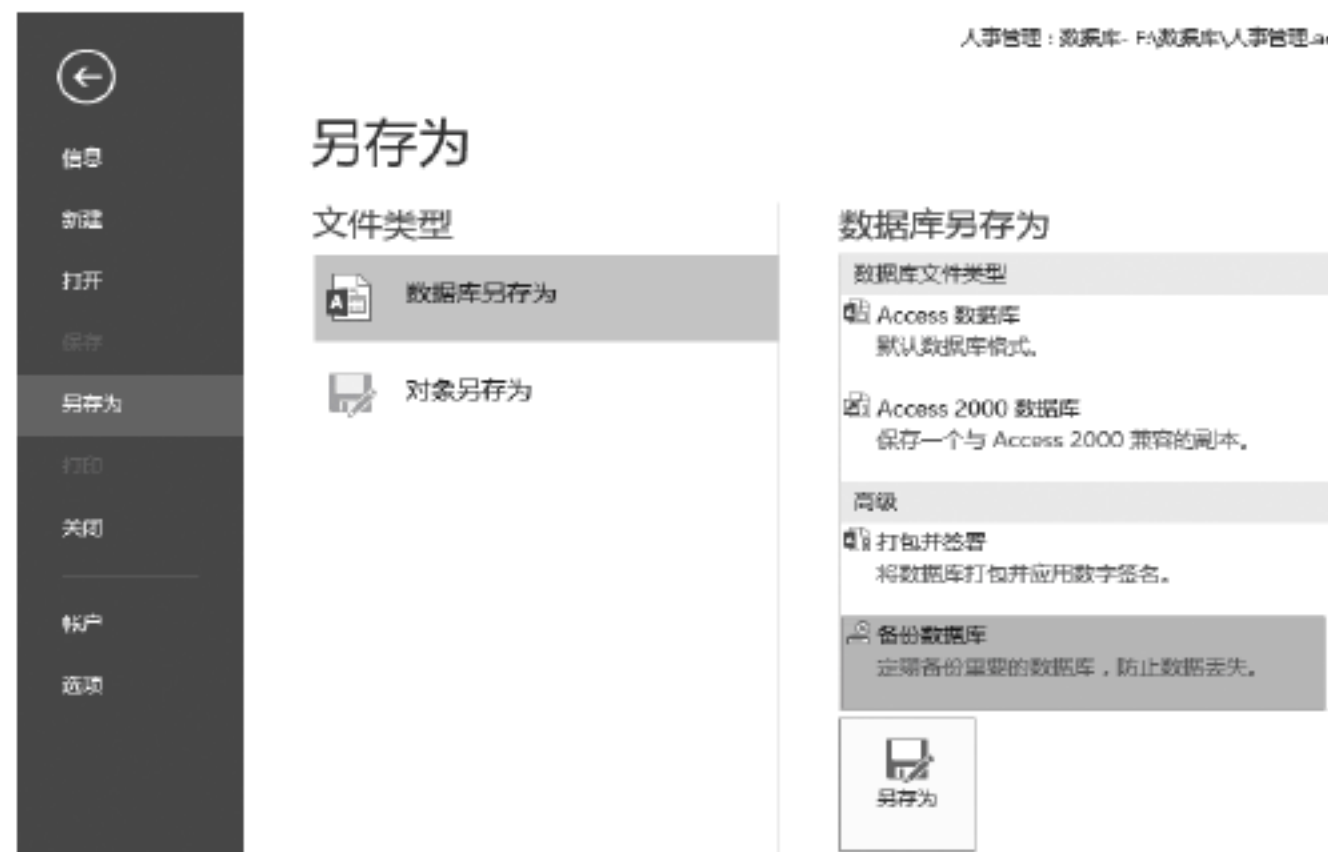 人事管理：数据库- F:\数据库\人事管理.ac
信息
新建
打开
保存
另存为
打印
关闭
帐户
选项
另存为
文件类型
数据库另存为
对象另存为
数据库另存为
数据库文件类型
Access 数据库
默认数据库格式。
Access 2000 数据库
保存一个与 Access 2000 兼容的副本。
高级
打包并签署
将数据库打包并应用数字签名。
备份数据库
定期备份重要的数据库，防止数据丢失。
另存为